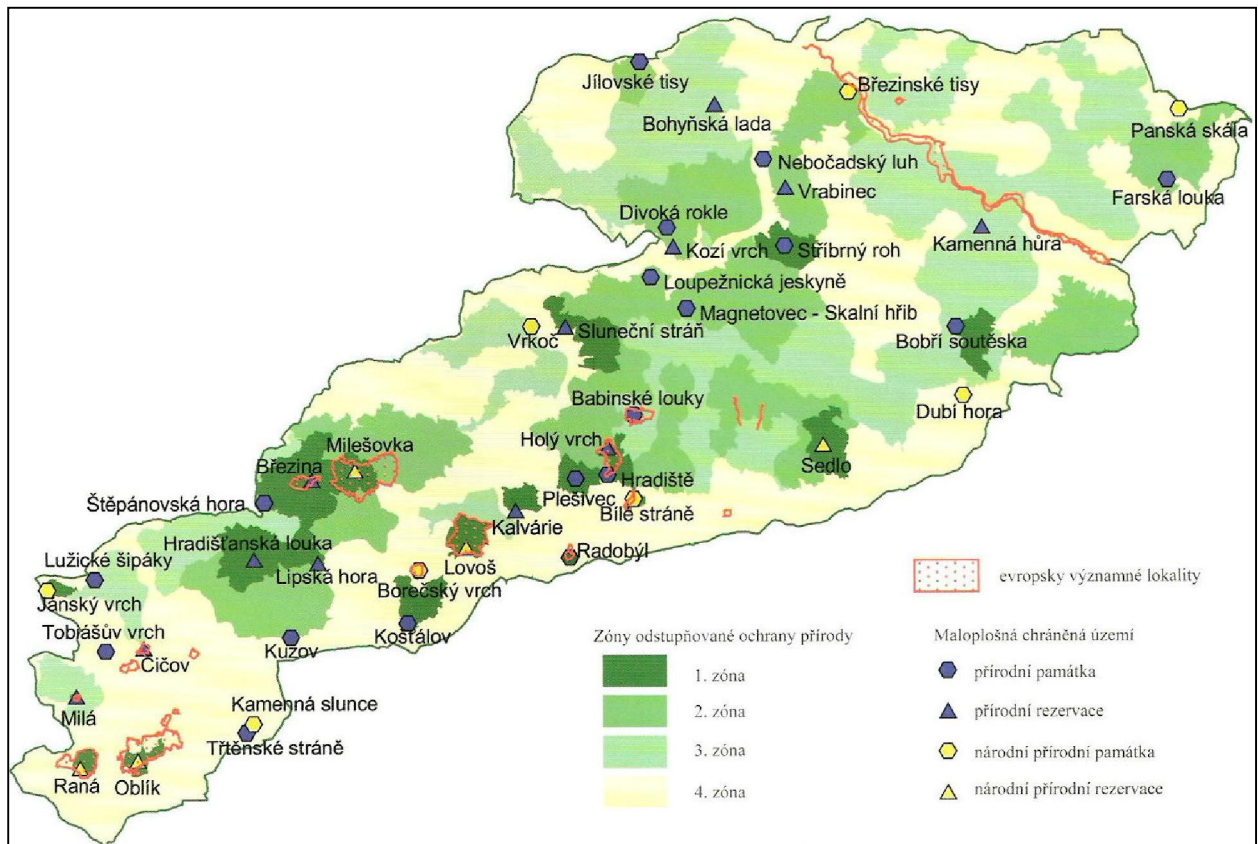 Jílovské tisy
Březinské tisy
Bohyňská lada
Panská skála
Nebočadský luh
Vrabinec
Farská louka
Divoká rokle
Kozí vrch
Stříbrný roh
Kamenná hůra
Loupežnická jeskyně
Magnetovec - Skalní hřib
Vrkoč
Sluneční stráň
Bobří soutěska
Babinské louky
Dubí hora
Holý vrch
Milešovka
Sedlo
Březina
Hradiště
Plešivec
Štěpánovská hora
Bílé stráně
Kalvárie
Hradišťanská louka
Radobýl
Lužické šipáky
Lipská hora
Lovoš
Borečský vrch
Jánský vrch
Tobiášův vrch
Košťálov
Kuzov
Čičov
Milá
Kamenná slunce
Třtěnské stráně
Raná
Oblík
evropsky významné lokality
Zóny odstupňované ochrany přírody
1. zóna
2. zóna
3. zóna
4. zóna
Maloplošná chráněná území
přírodní památka
přírodní rezervace
národní přírodní památka
národní přírodní rezervace